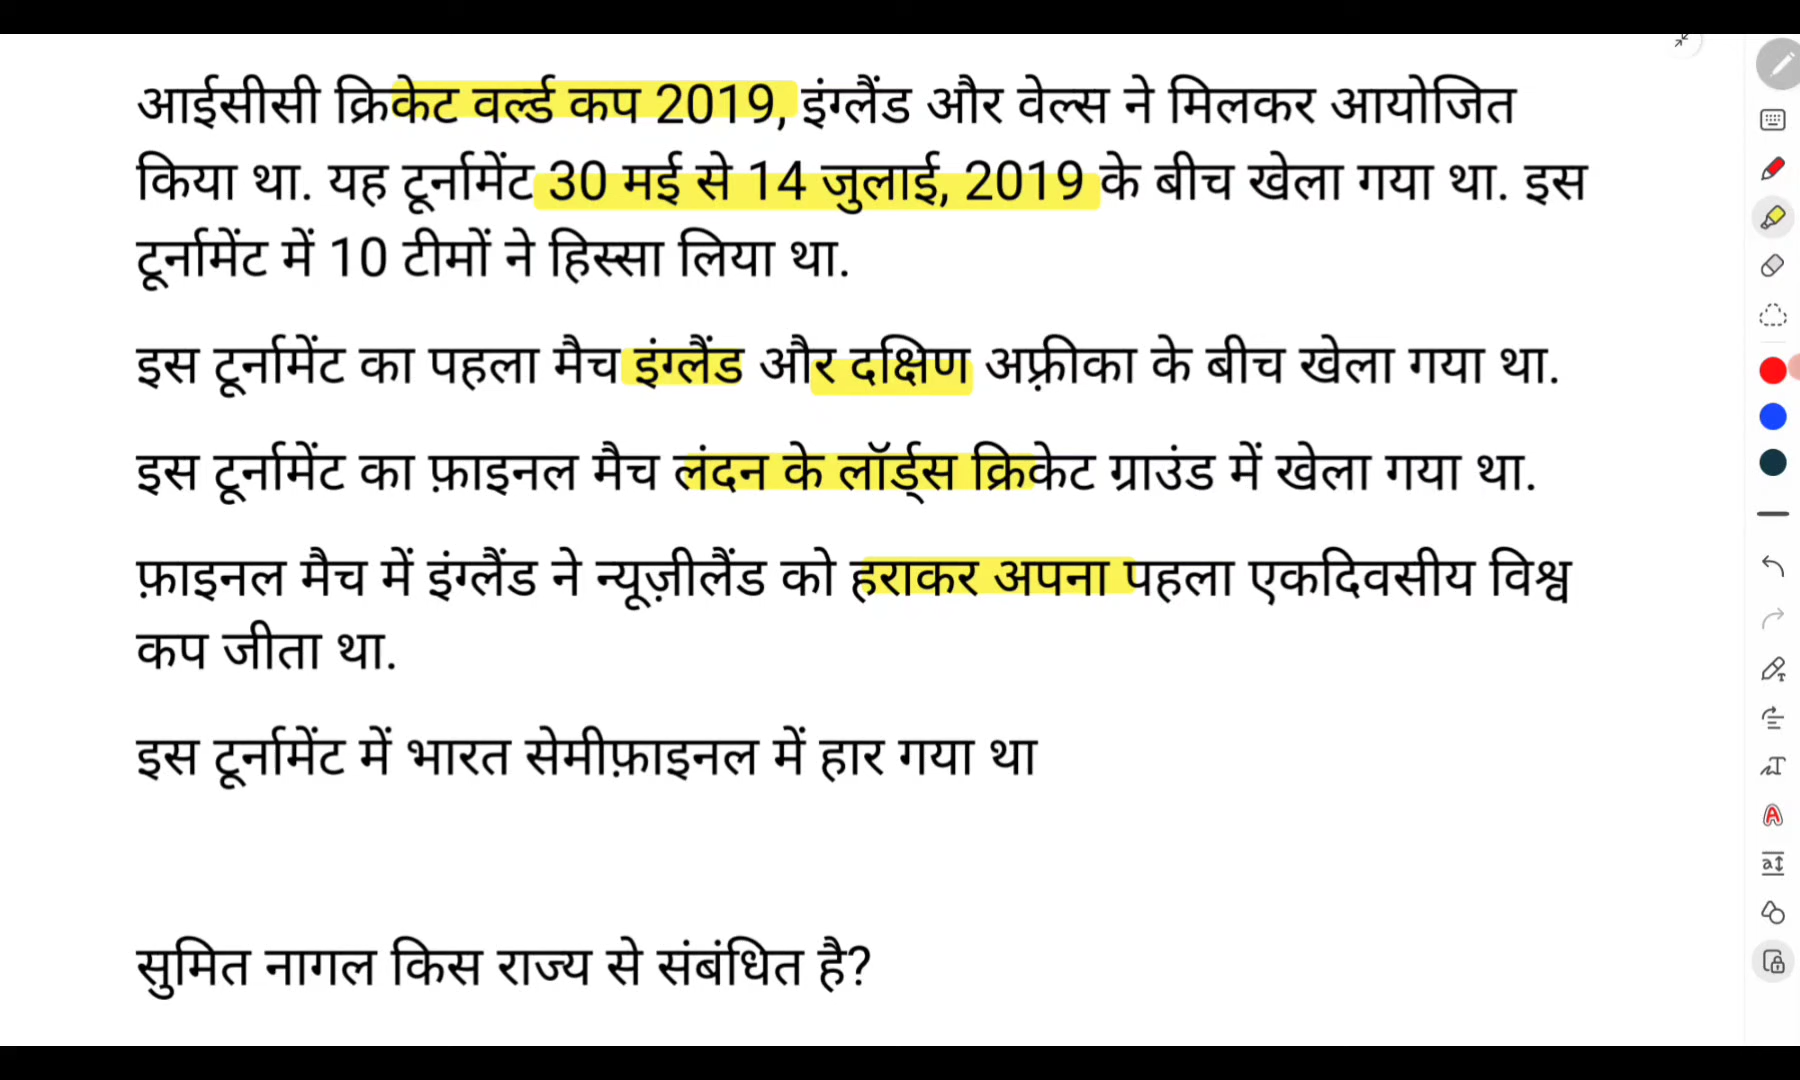 आईसीसी क्रिकेट वर्ल्ड कप 2019, इंग्लैंड और वेल्स ने मिलकर आयोजित
किया था. यह टूर्नामेंट 30 मई से 14 जुलाई, 2019 के बीच खेला गया था. इस
टूर्नामेंट में 10 टीमों ने हिस्सा लिया था.
इस टूर्नामेंट का पहला मैच इंग्लैंड और दक्षिण अफ़्रीका के बीच खेला गया था.
इस टूर्नामेंट का फ़ाइनल मैच लंदन के लॉर्ड्स क्रिकेट ग्राउंड में खेला गया था.
फ़ाइनल मैच में इंग्लैंड ने न्यूज़ीलैंड को हराकर अपना पहला एकदिवसीय विश्व
कप जीता था.
इस टूर्नामेंट में भारत सेमीफ़ाइनल में हार गया था
सुमित नागल किस राज्य से संबंधित है?